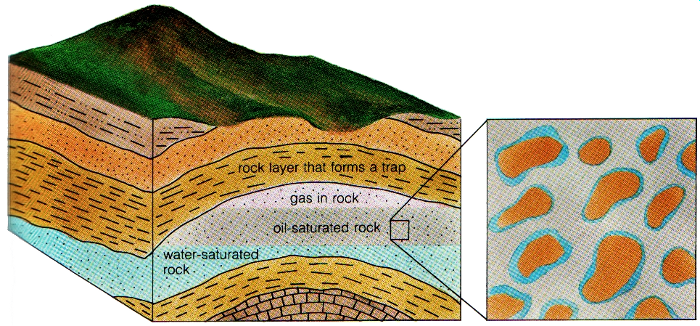 rock layer that forms a trap
gas in rock
oil-saturated rock
water-saturated
rock